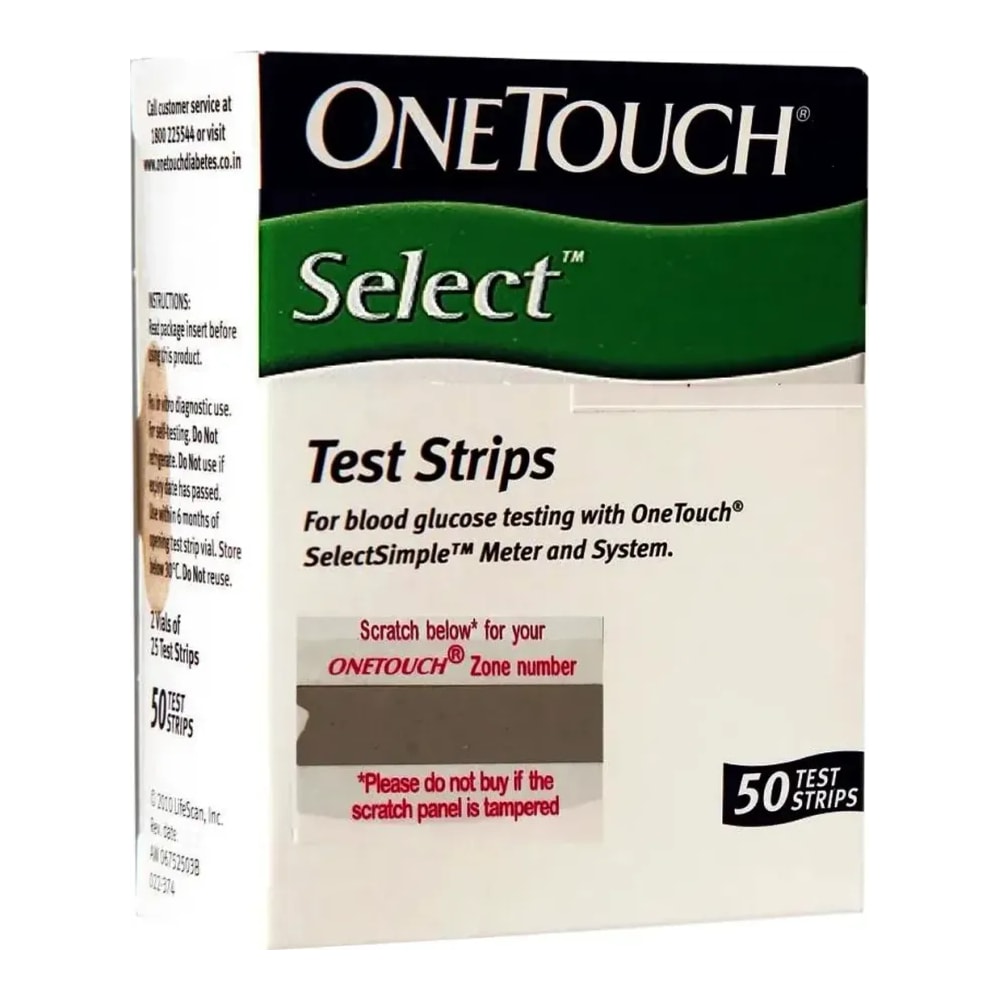 Call customer service at
1800 225544 or visit
www.onetouchdiabetes.co.in
INSTRUCTIONS:
Read package insert before
using this product.
For in vitro diagnostic use.
For self-testing. Do Not
refrigerate. Do Not use if
expiry date has passed.
Use within 6 months of
opening test strip vial. Store
below 30°C. Do Not reuse.
2 Vials of
25 Test Strips
50 TEST
STRIPS
© 2010 LifeScan, Inc.
Rev. date:
AW 06752503B
022-374
ONETOUCH®
Select™
Test Strips
For blood glucose testing with OneTouch®
SelectSimple™ Meter and System.
Scratch below* for your
ONETOUCH® Zone number
*Please do not buy if the
scratch panel is tampered
50 TEST
STRIPS